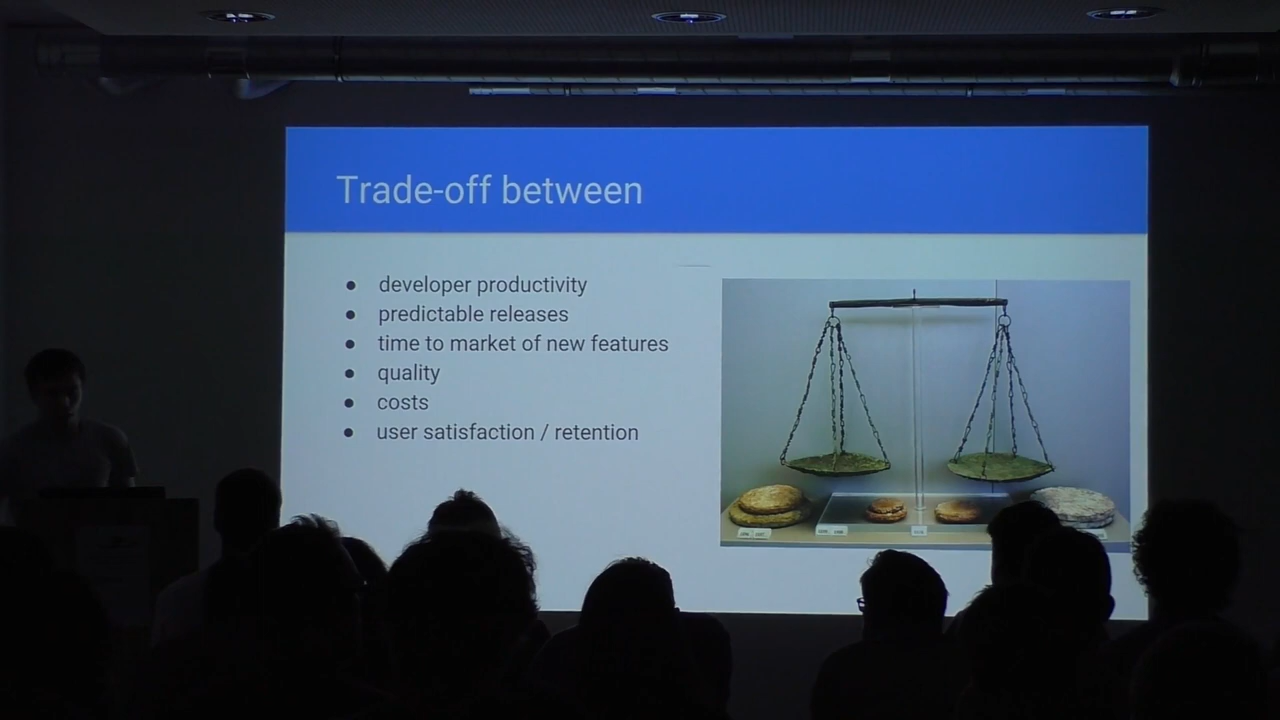 Trade-off between
● developer productivity
● predictable releases
● time to market of new features
● quality
● costs
● user satisfaction / retention